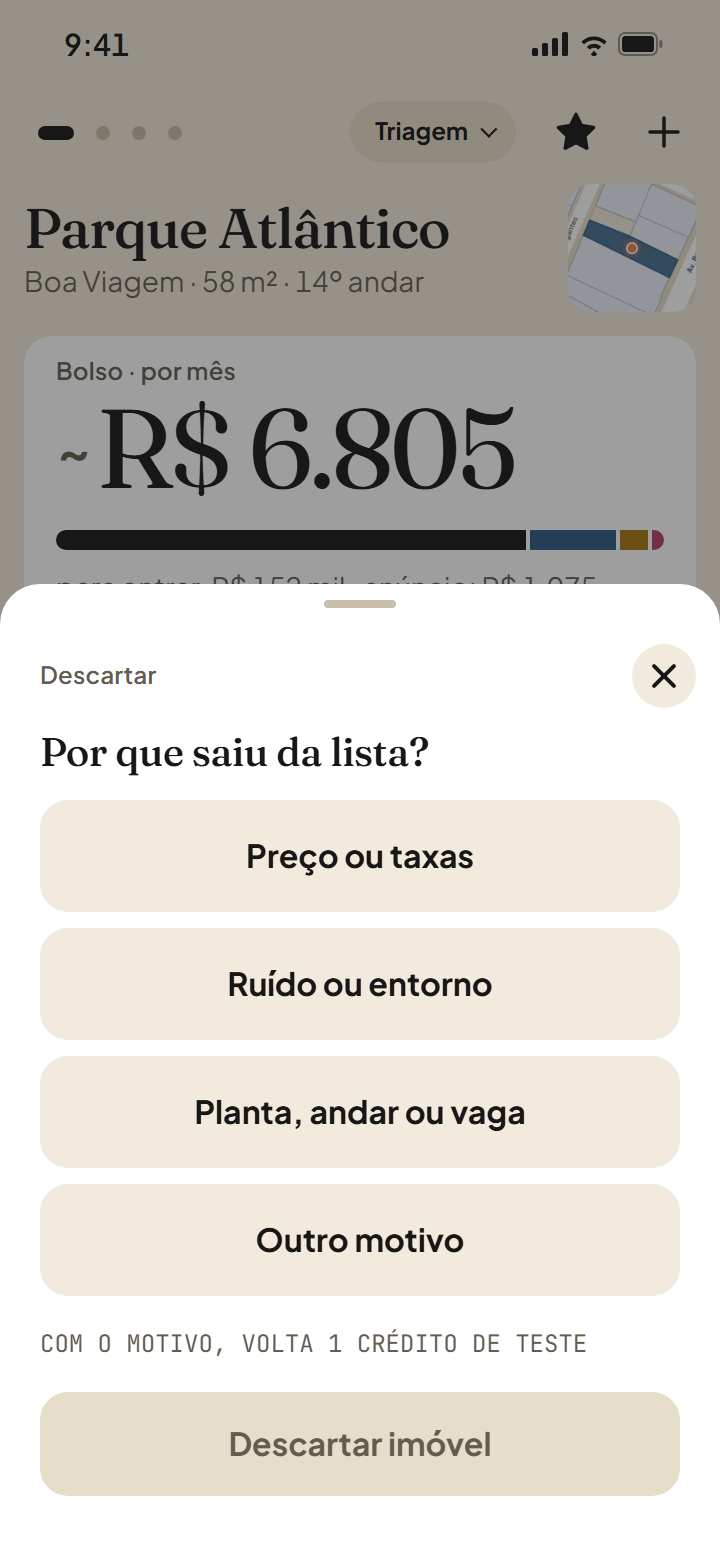 9:41
Triagem
Parque Atlântico
Boa Viagem · 58 m² · 14º andar
Bolso · por mês
~R$ 6.805
Descartar
Por que saiu da lista?
Preço ou taxas
Ruído ou entorno
Planta, andar ou vaga
Outro motivo
COM O MOTIVO, VOLTA 1 CRÉDITO DE TESTE
Descartar imóvel